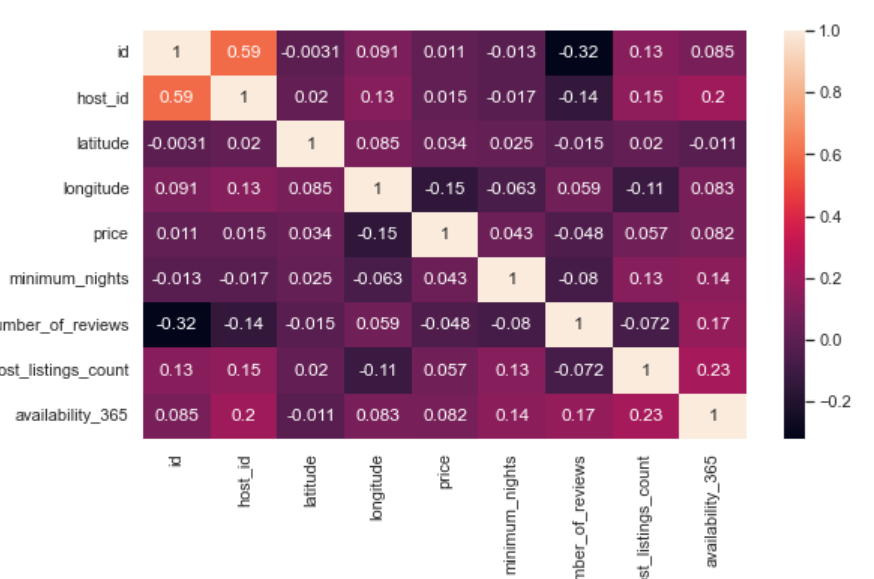 id 1 0.59 -0.0031 0.091 0.011 -0.013 -0.32 0.13 0.085
host_id 0.59 1 0.02 0.13 0.015 -0.017 -0.14 0.15 0.2
latitude -0.0031 0.02 1 0.085 0.034 0.025 -0.015 0.02 -0.011
longitude 0.091 0.13 0.085 1 -0.15 -0.063 0.059 -0.11 0.083
price 0.011 0.015 0.034 -0.15 1 0.043 -0.048 0.057 0.082
minimum_nights -0.013 -0.017 0.025 -0.063 0.043 1 -0.08 0.13 0.14
umber_of_reviews -0.32 -0.14 -0.015 0.059 -0.048 -0.08 1 -0.072 0.17
ost_listings_count 0.13 0.15 0.02 -0.11 0.057 0.13 -0.072 1 0.23
availability_365 0.085 0.2 -0.011 0.083 0.082 0.14 0.17 0.23 1
id
host_id
latitude
longitude
price
minimum_nights
mber_of_reviews
st_listings_count
availability_365
1.0
0.8
0.6
0.4
0.2
0.0
−0.2